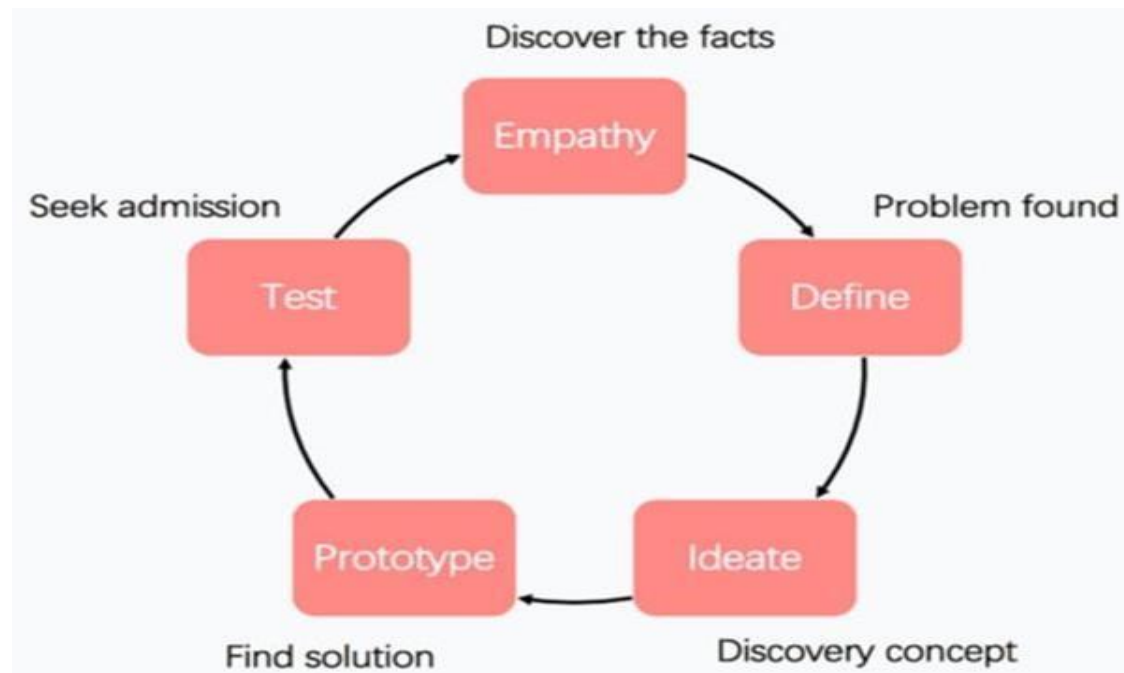 Discover the facts
Empathy
Problem found
Define
Ideate
Discovery concept
Prototype
Find solution
Seek admission
Test